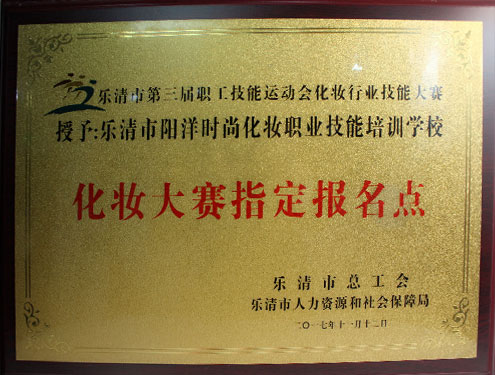 乐清市第三届职工技能运动会化妆行业技能大赛
授予:乐清市阳洋时尚化妆职业技能培训学校
化妆大赛指定报名点
乐清市总工会
乐清市人力资源和社会保障局
二〇一七年十一月十二日